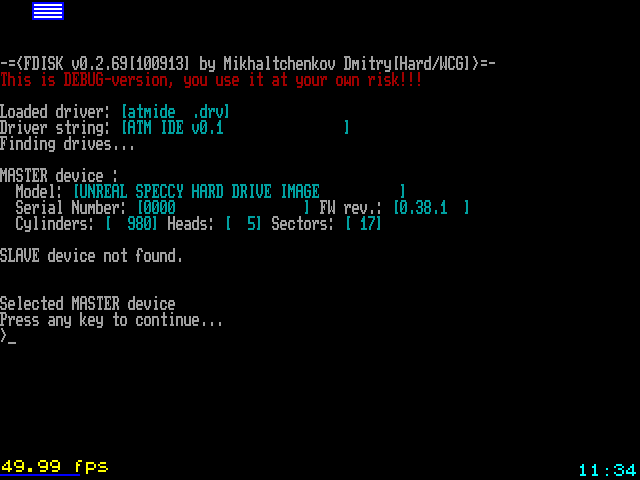 -=<FDISK v0.2.69[100913] by Mikhaltchenkov Dmitry[Hard/WCG]>=-
This is DEBUG-version, you use it at your own risk!!!
Loaded driver: [atmide  .drv]
Driver string: [ATM IDE v0.1               ]
Finding drives...
MASTER device :
  Model: [UNREAL SPECCY HARD DRIVE IMAGE          ]
  Serial Number: [0000                ] FW rev.: [0.38.1  ]
  Cylinders: [  980] Heads: [  5] Sectors: [ 17]
SLAVE device not found.
Selected MASTER device
Press any key to continue...
>_
49.99 fps
11:34